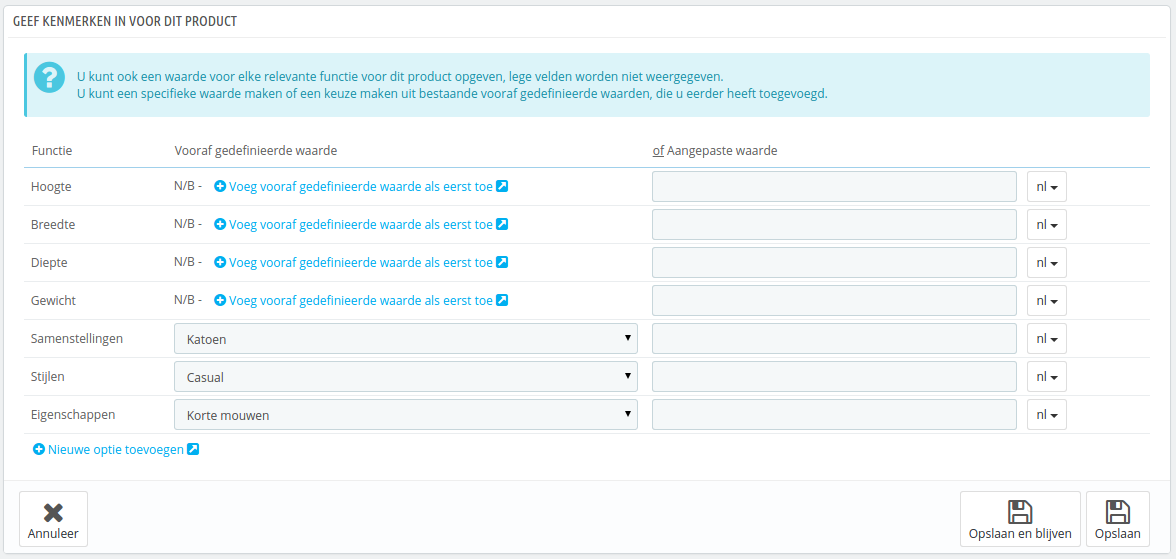 GEEF KENMERKEN IN VOOR DIT PRODUCT
U kunt ook een waarde voor elke relevante functie voor dit product opgeven, lege velden worden niet weergegeven.
U kunt een specifieke waarde maken of een keuze maken uit bestaande vooraf gedefinieerde waarden, die u eerder heeft toegevoegd.
Functie Vooraf gedefinieerde waarde of Aangepaste waarde
Hoogte N/B - Voeg vooraf gedefinieerde waarde als eerst toe nl
Breedte N/B - Voeg vooraf gedefinieerde waarde als eerst toe nl
Diepte N/B - Voeg vooraf gedefinieerde waarde als eerst toe nl
Gewicht N/B - Voeg vooraf gedefinieerde waarde als eerst toe nl
Samenstellingen Katoen nl
Stijlen Casual nl
Eigenschappen Korte mouwen nl
Nieuwe optie toevoegen
Annuleer Opslaan en blijven Opslaan